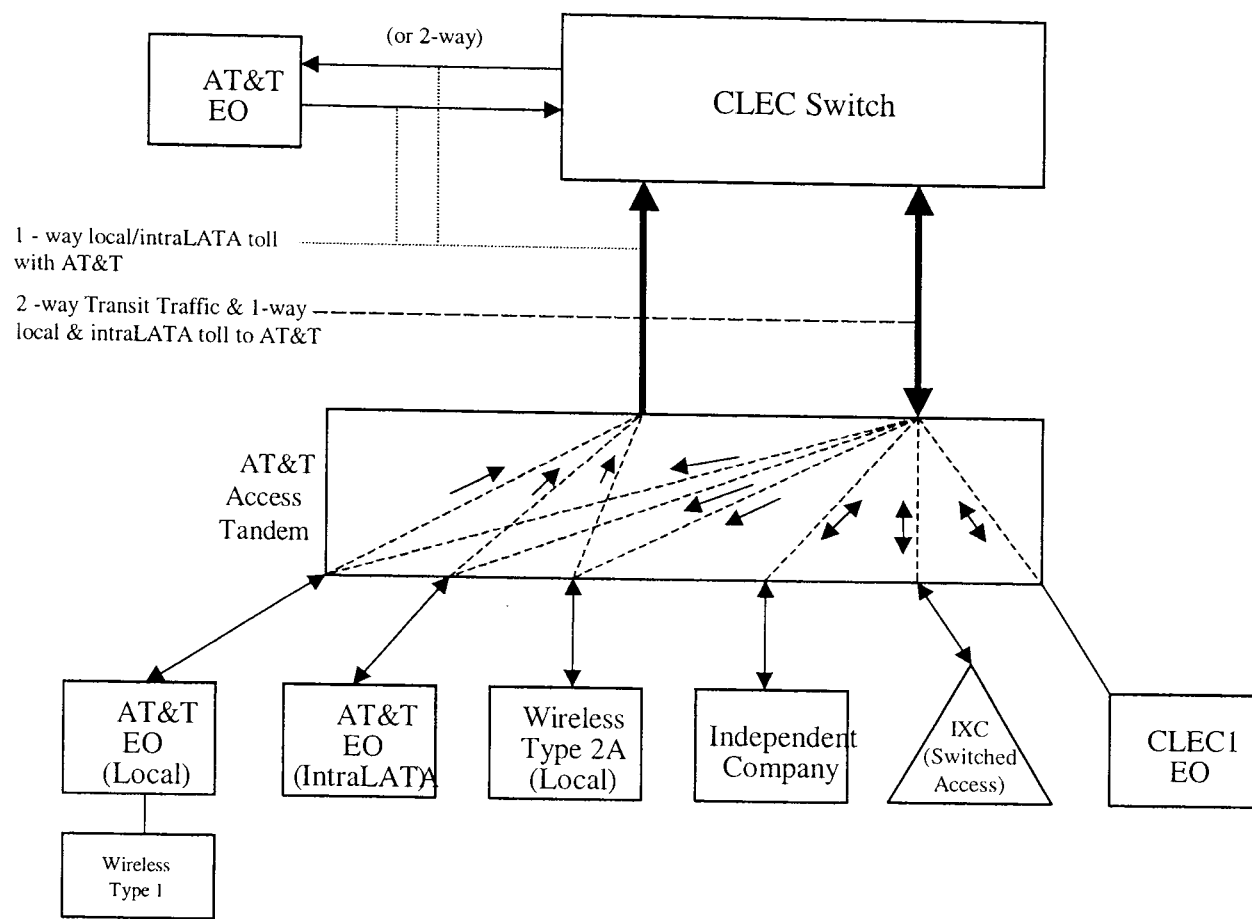 (or 2-way)
AT&T
EO
CLEC Switch
1 - way local/intraLATA toll
with AT&T
2 -way Transit Traffic & 1-way
local & intraLATA toll to AT&T
AT&T
Access
Tandem
AT&T
EO
(Local)
AT&T
EO
(IntraLAT)A
Wireless
Type 2A
(Local)
Independent
Company
IXC
(Switched
Access)
CLEC1
EO
Wireless
Type 1